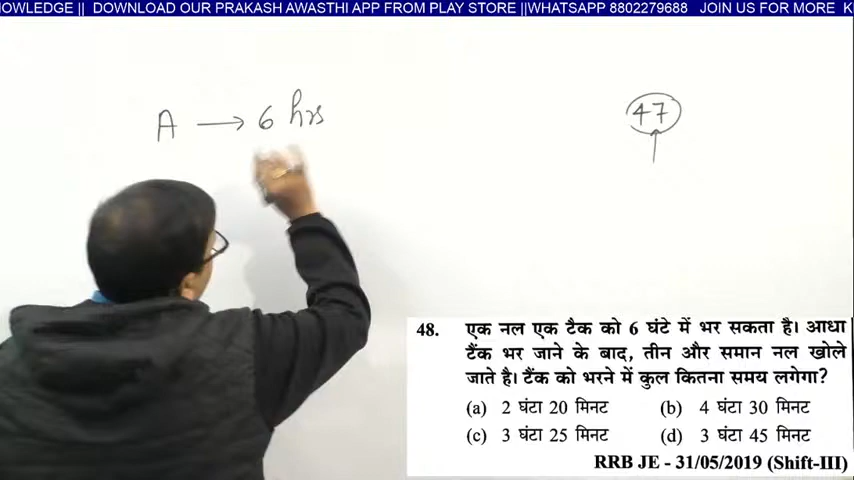 NOWLEDGE || DOWNLOAD OUR PRAKASH AWASTHI APP FROM PLAY STORE ||WHATSAPP 8802279688 JOIN US FOR MORE K
A → 6 hrs
47
48. एक नल एक टैंक को 6 घंटे में भर सकता है। आधा
टैंक भर जाने के बाद, तीन और समान नल खोले
जाते है। टैंक को भरने में कुल कितना समय लगेगा?
(a) 2 घंटा 20 मिनट (b) 4 घंटा 30 मिनट
(c) 3 घंटा 25 मिनट (d) 3 घंटा 45 मिनट
RRB JE - 31/05/2019 (Shift-III)